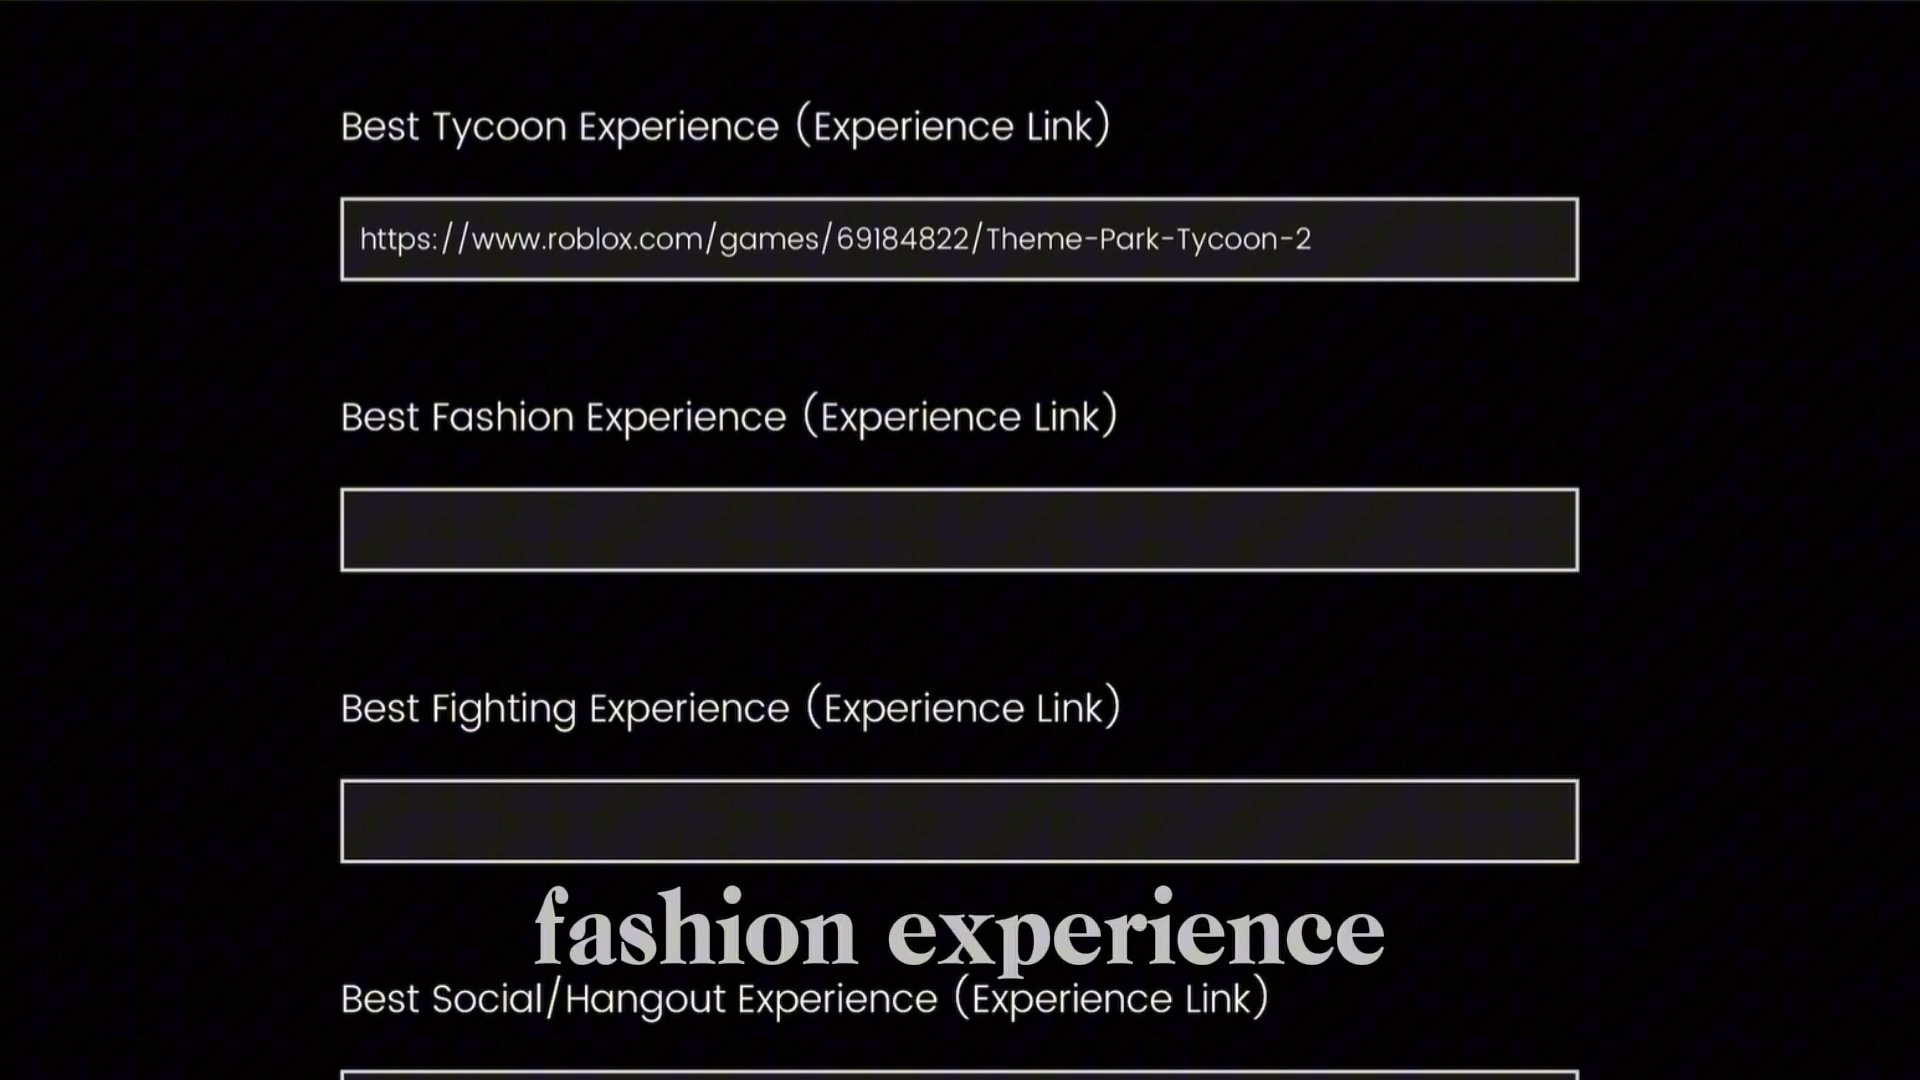 Best Tycoon Experience (Experience Link)
https://www.roblox.com/games/69184822/Theme-Park-Tycoon-2
Best Fashion Experience (Experience Link)
Best Fighting Experience (Experience Link)
fashion experience
Best Social/Hangout Experience (Experience Link)